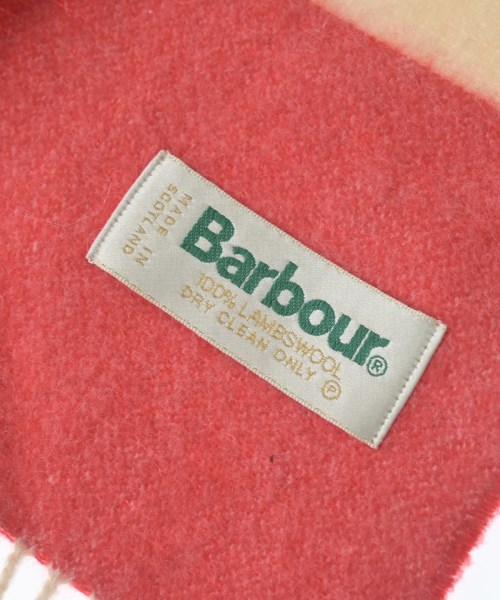 MADE IN
SCOTLAND
Barbour®
100% LAMBSWOOL
DRY CLEAN ONLY Ⓟ